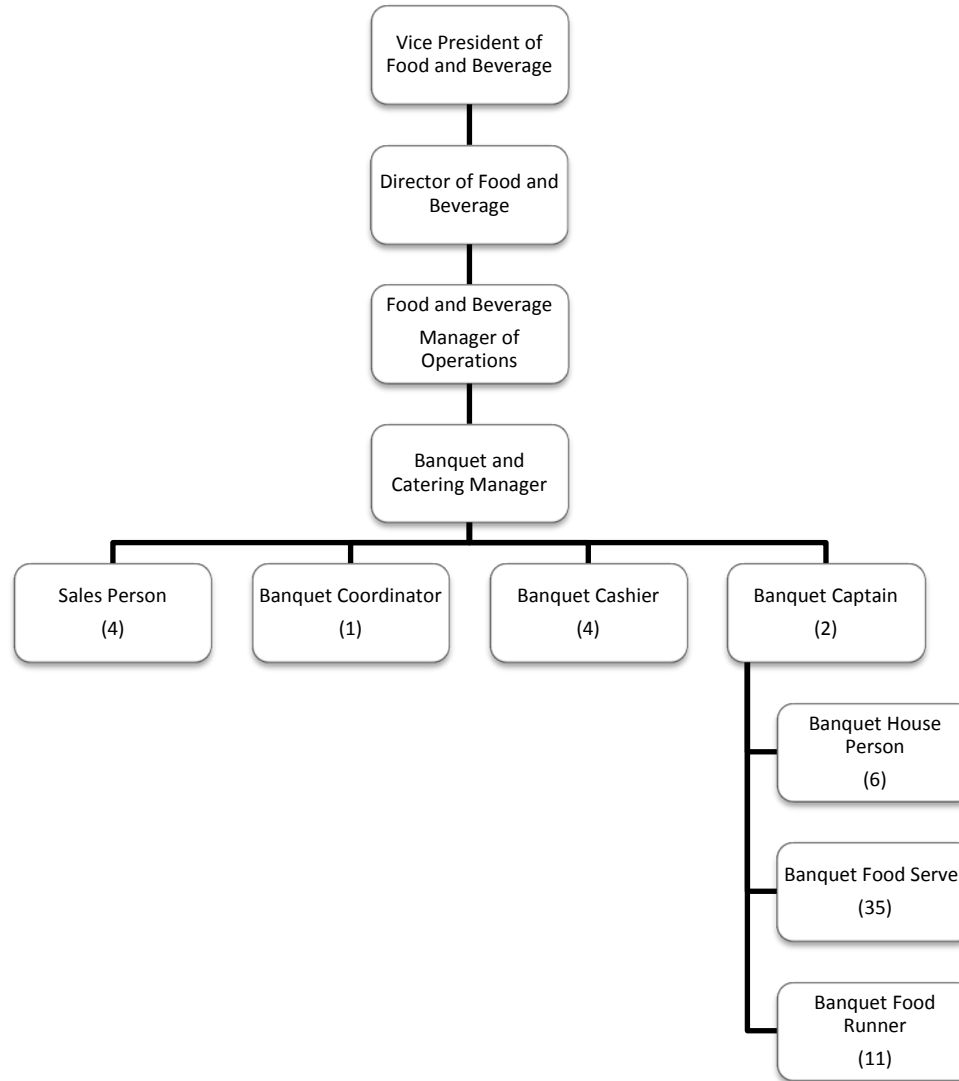 Vice President of
Food and Beverage
Director of Food and
Beverage
Food and Beverage
Manager of
Operations
Banquet and
Catering Manager
Sales Person
(4)
Banquet Coordinator
(1)
Banquet Cashier
(4)
Banquet Captain
(2)
Banquet House
Person
(6)
Banquet Food Serve
(35)
Banquet Food
Runner
(11)